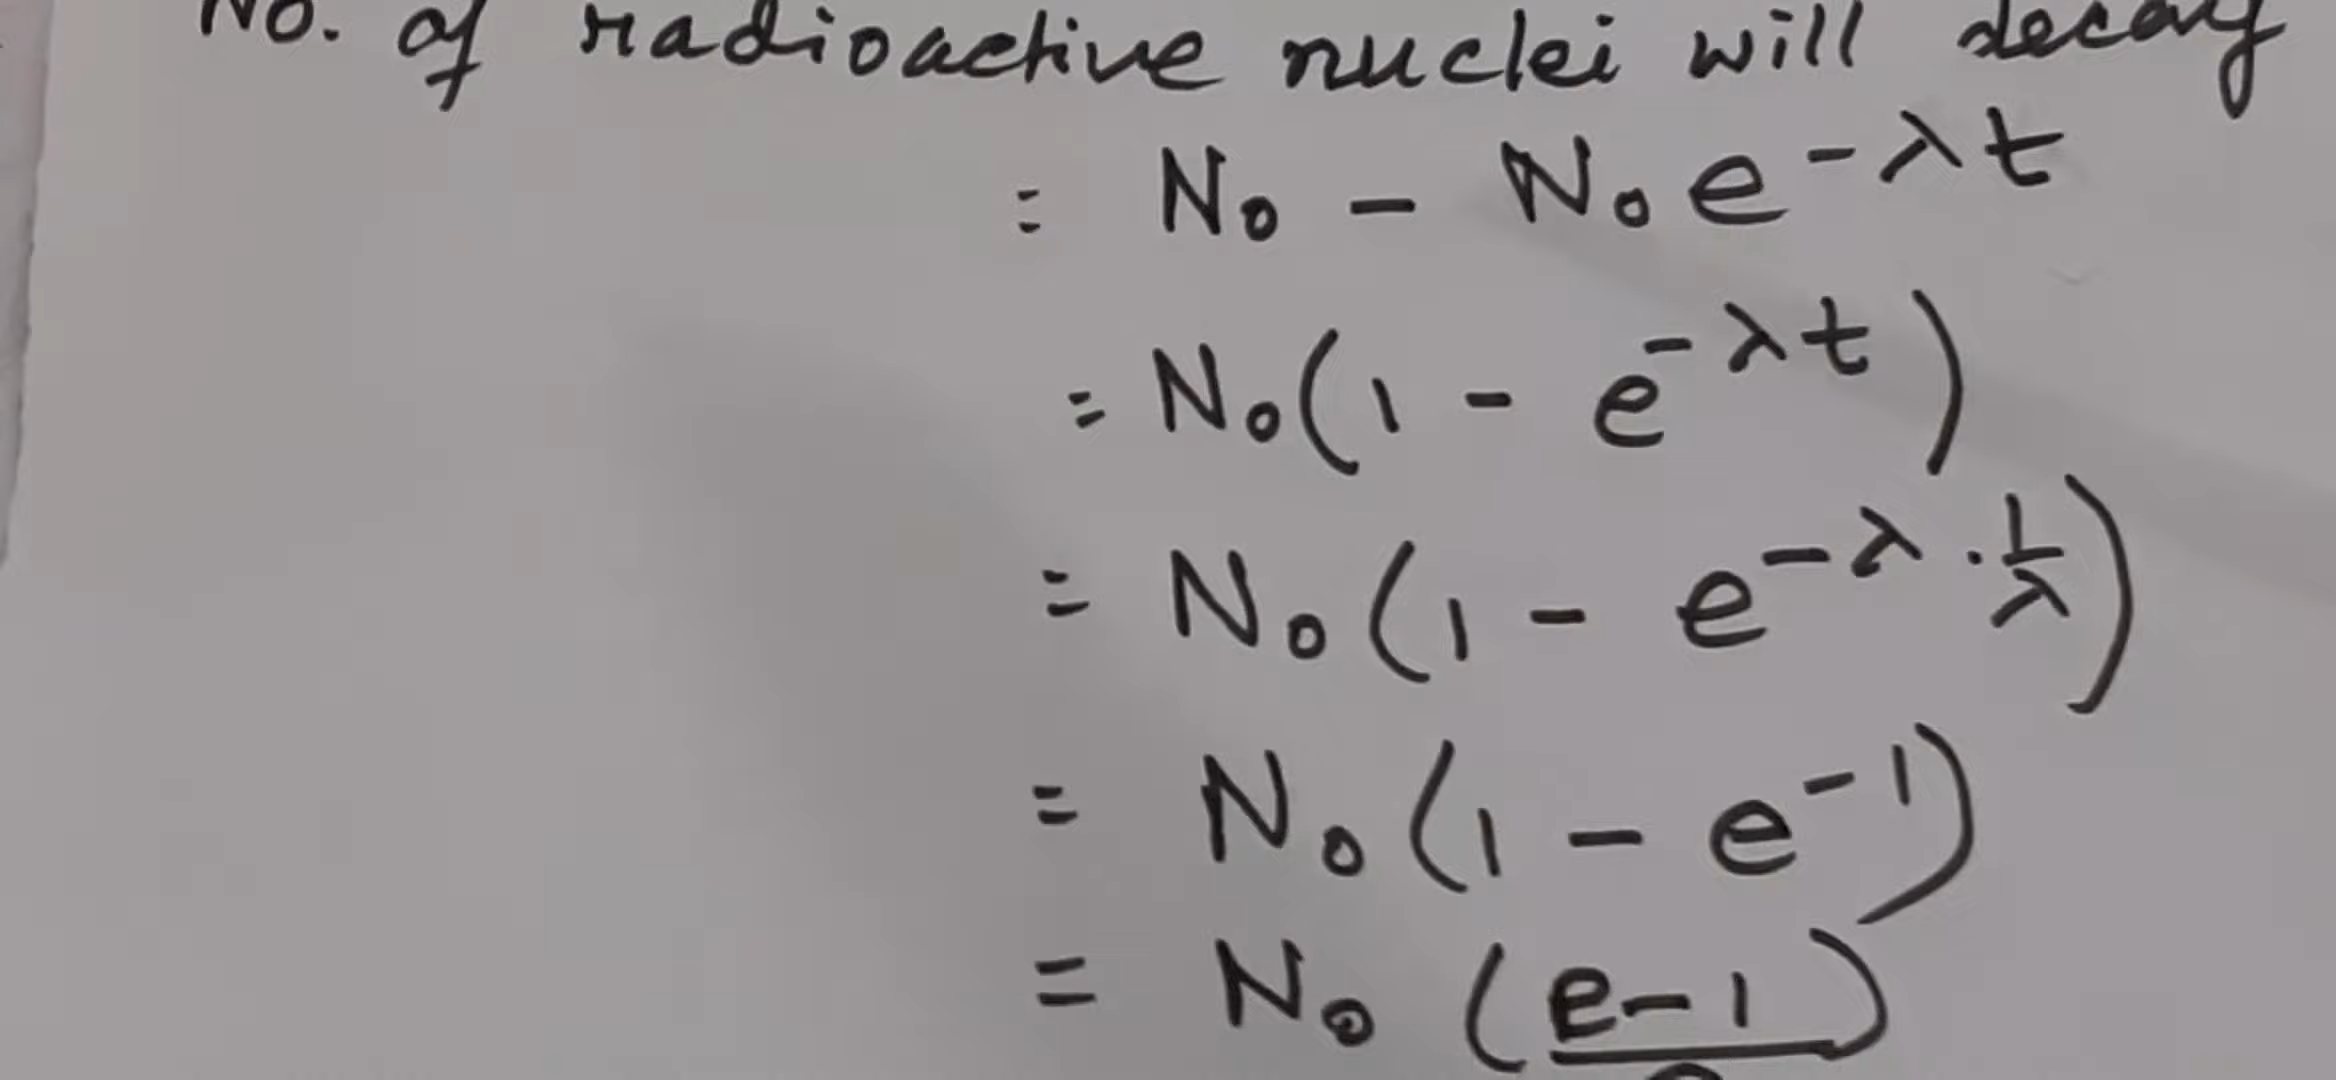 No. of radioactive nuclei will decay
= N₀ - N₀ e^{-λt}
= N₀(1 - e^{-λt})
= N₀(1 - e^{-λ·1/λ})
= N₀(1 - e^{-1})
= N₀(e-1)